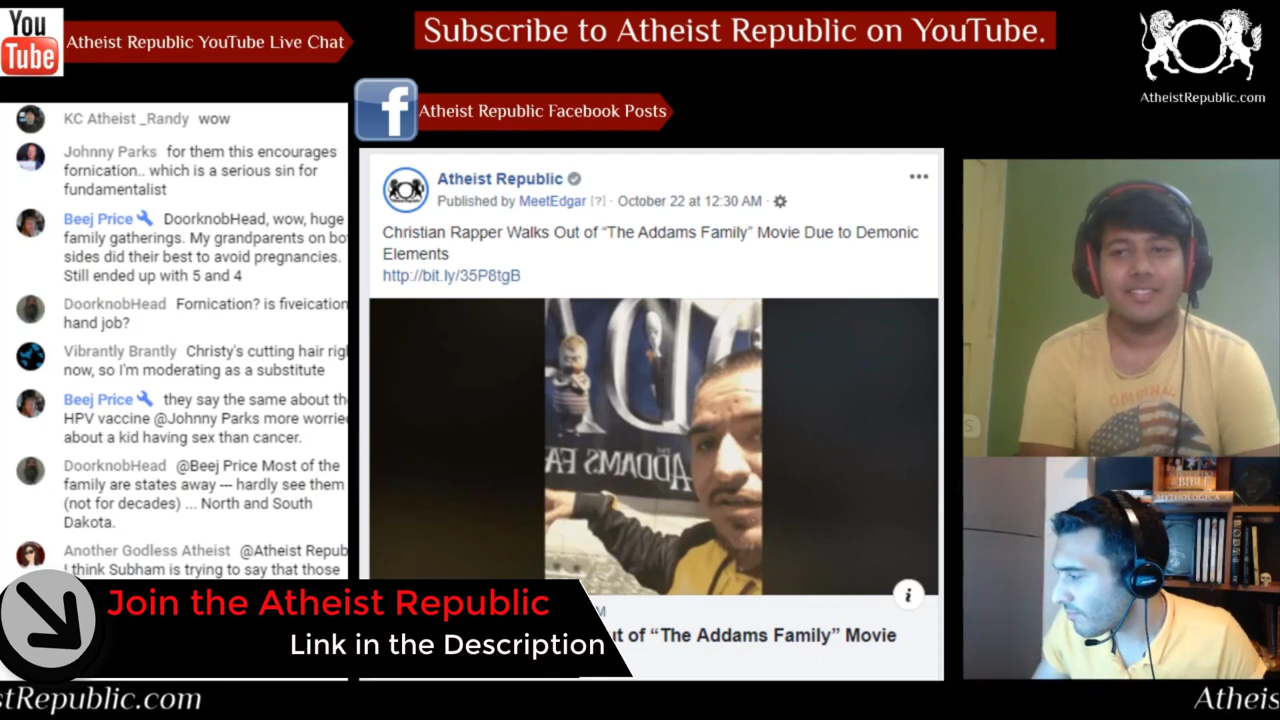 You
Tube
Atheist Republic YouTube Live Chat
Subscribe to Atheist Republic on YouTube.
AtheistRepublic.com
Atheist Republic Facebook Posts
KC Atheist _Randy wow
Johnny Parks for them this encourages
fornication.. which is a serious sin for
fundamentalist
Beej Price DoorknobHead, wow, huge
family gatherings. My grandparents on bo
sides did their best to avoid pregnancies.
Still ended up with 5 and 4
DoorknobHead Fornication? is fiveication
hand job?
Vibrantly Brantly Christy's cutting hair rig
now, so I'm moderating as a substitute
Beej Price they say the same about th
HPV vaccine @Johnny Parks more worrie
about a kid having sex than cancer.
DoorknobHead @Beej Price Most of the
family are states away --- hardly see them
(not for decades) ... North and South
Dakota.
Another Godless Atheist @Atheist Repub
I think Subham is trying to say that those
Atheist Republic
Published by MeetEdgar [?] · October 22 at 12:30 AM ·
Christian Rapper Walks Out of “The Addams Family” Movie Due to Demonic
Elements
http://bit.ly/35P8tgB
ADDAMS FA
i
M
ut of “The Addams Family” Movie
ORIGINAL
S
BIBLE
MYTHOLOGICA
Join the Atheist Republic
Link in the Description
stRepublic.com
Atheis